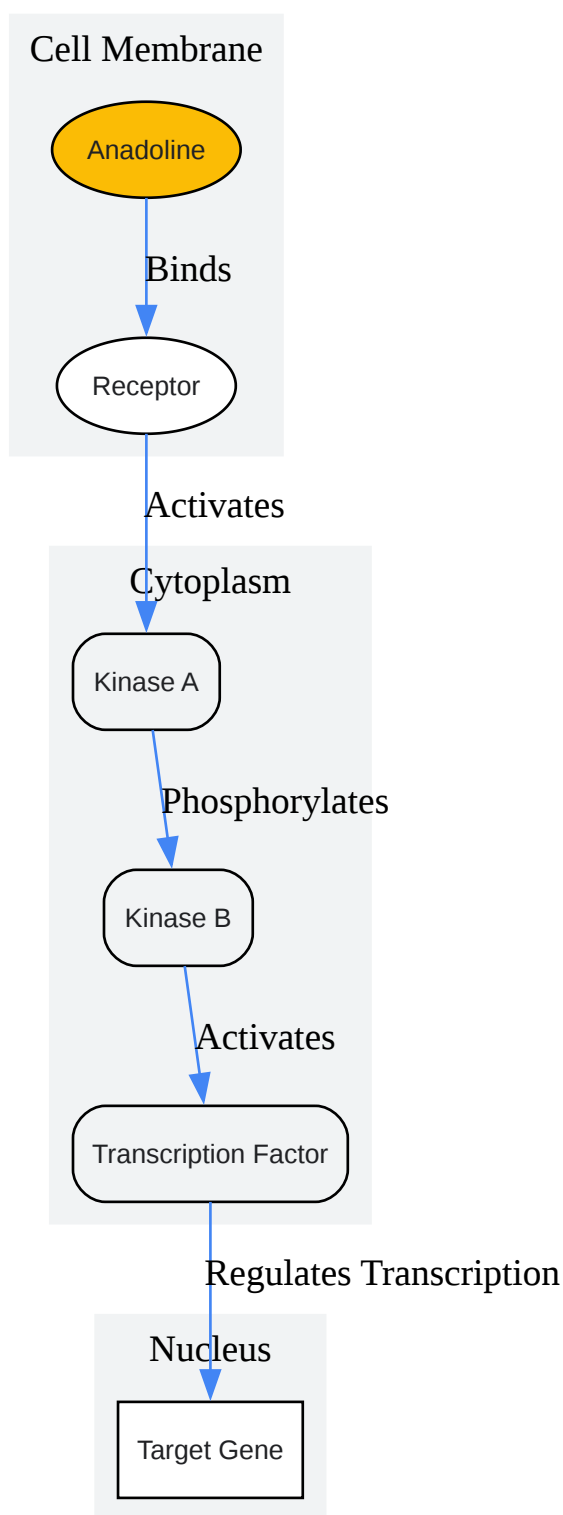 Cell Membrane
Anadoline
Binds
Receptor
Activates
Cytoplasm
Kinase A
Phosphorylates
Kinase B
Activates
Transcription Factor
Regulates Transcription
Nucleus
Target Gene